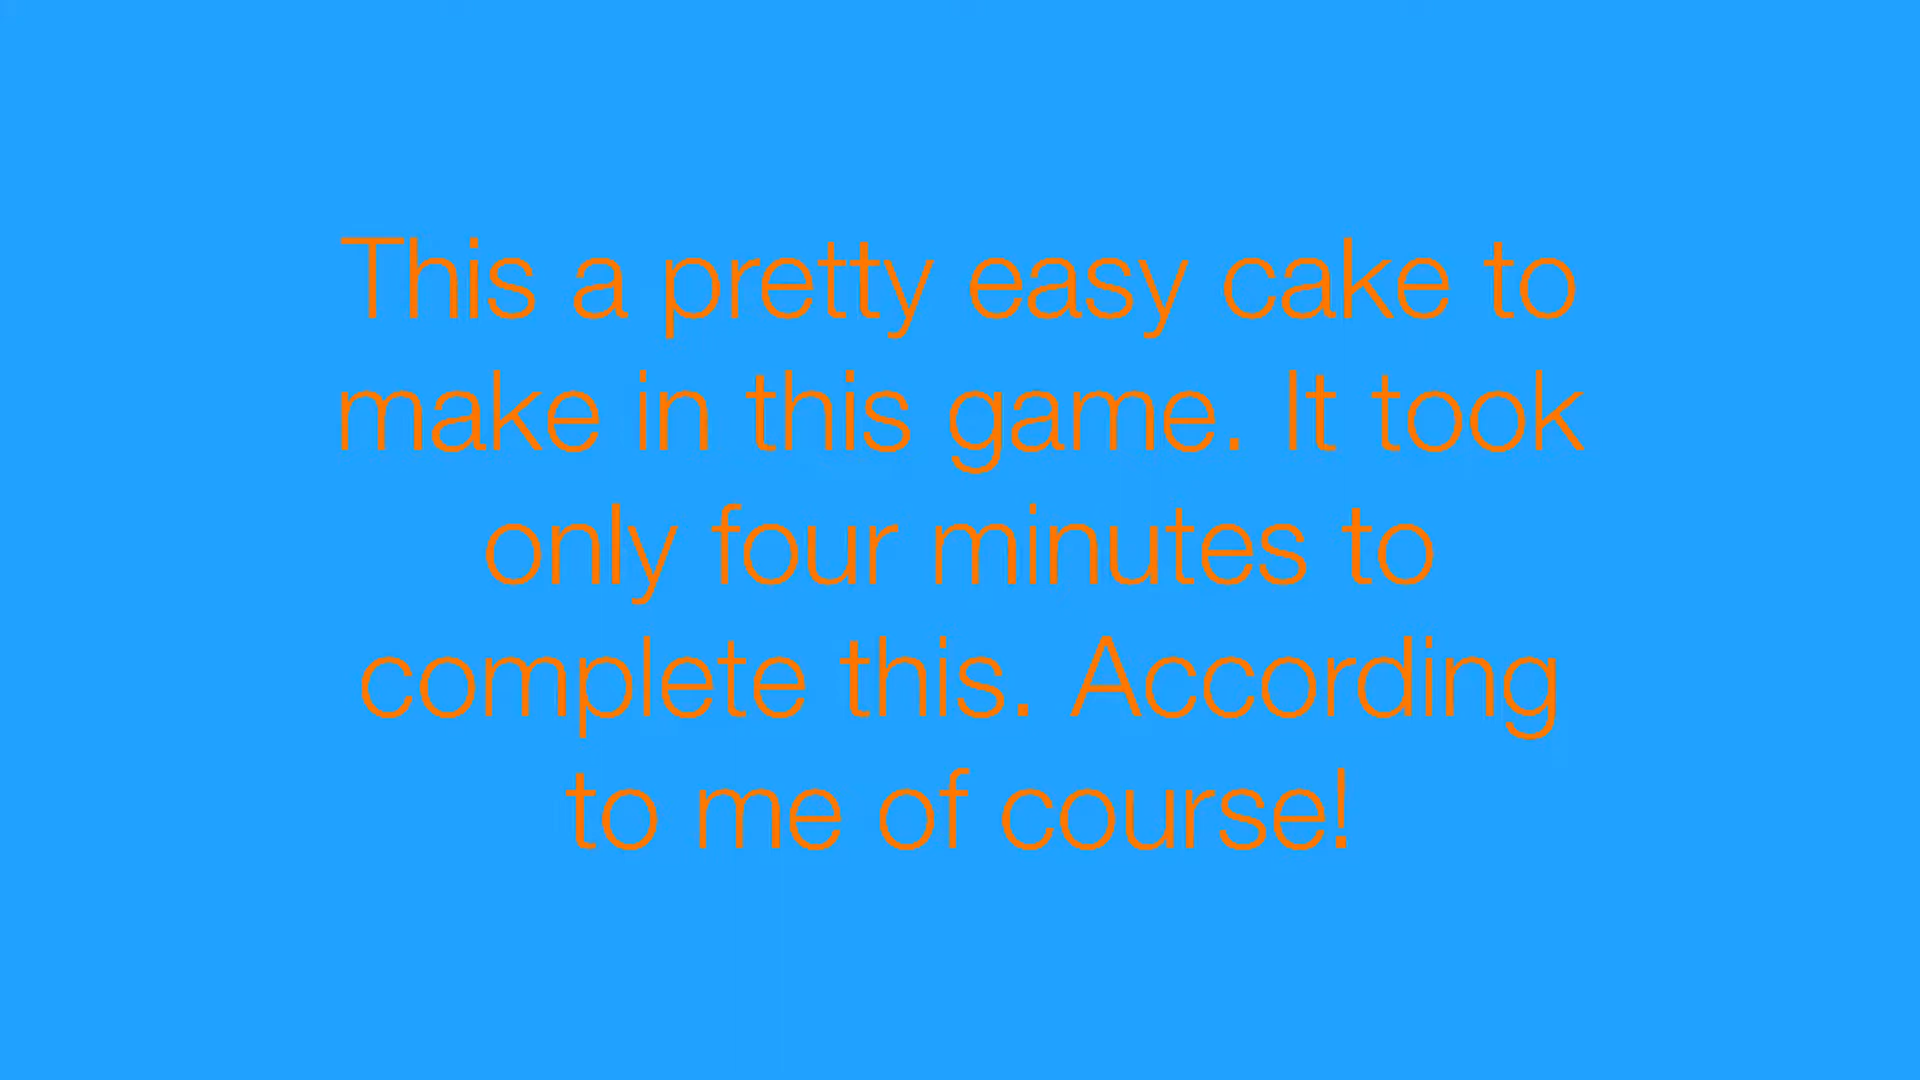 This a pretty easy cake to
make in this game. It took
only four minutes to
complete this. According
to me of course!